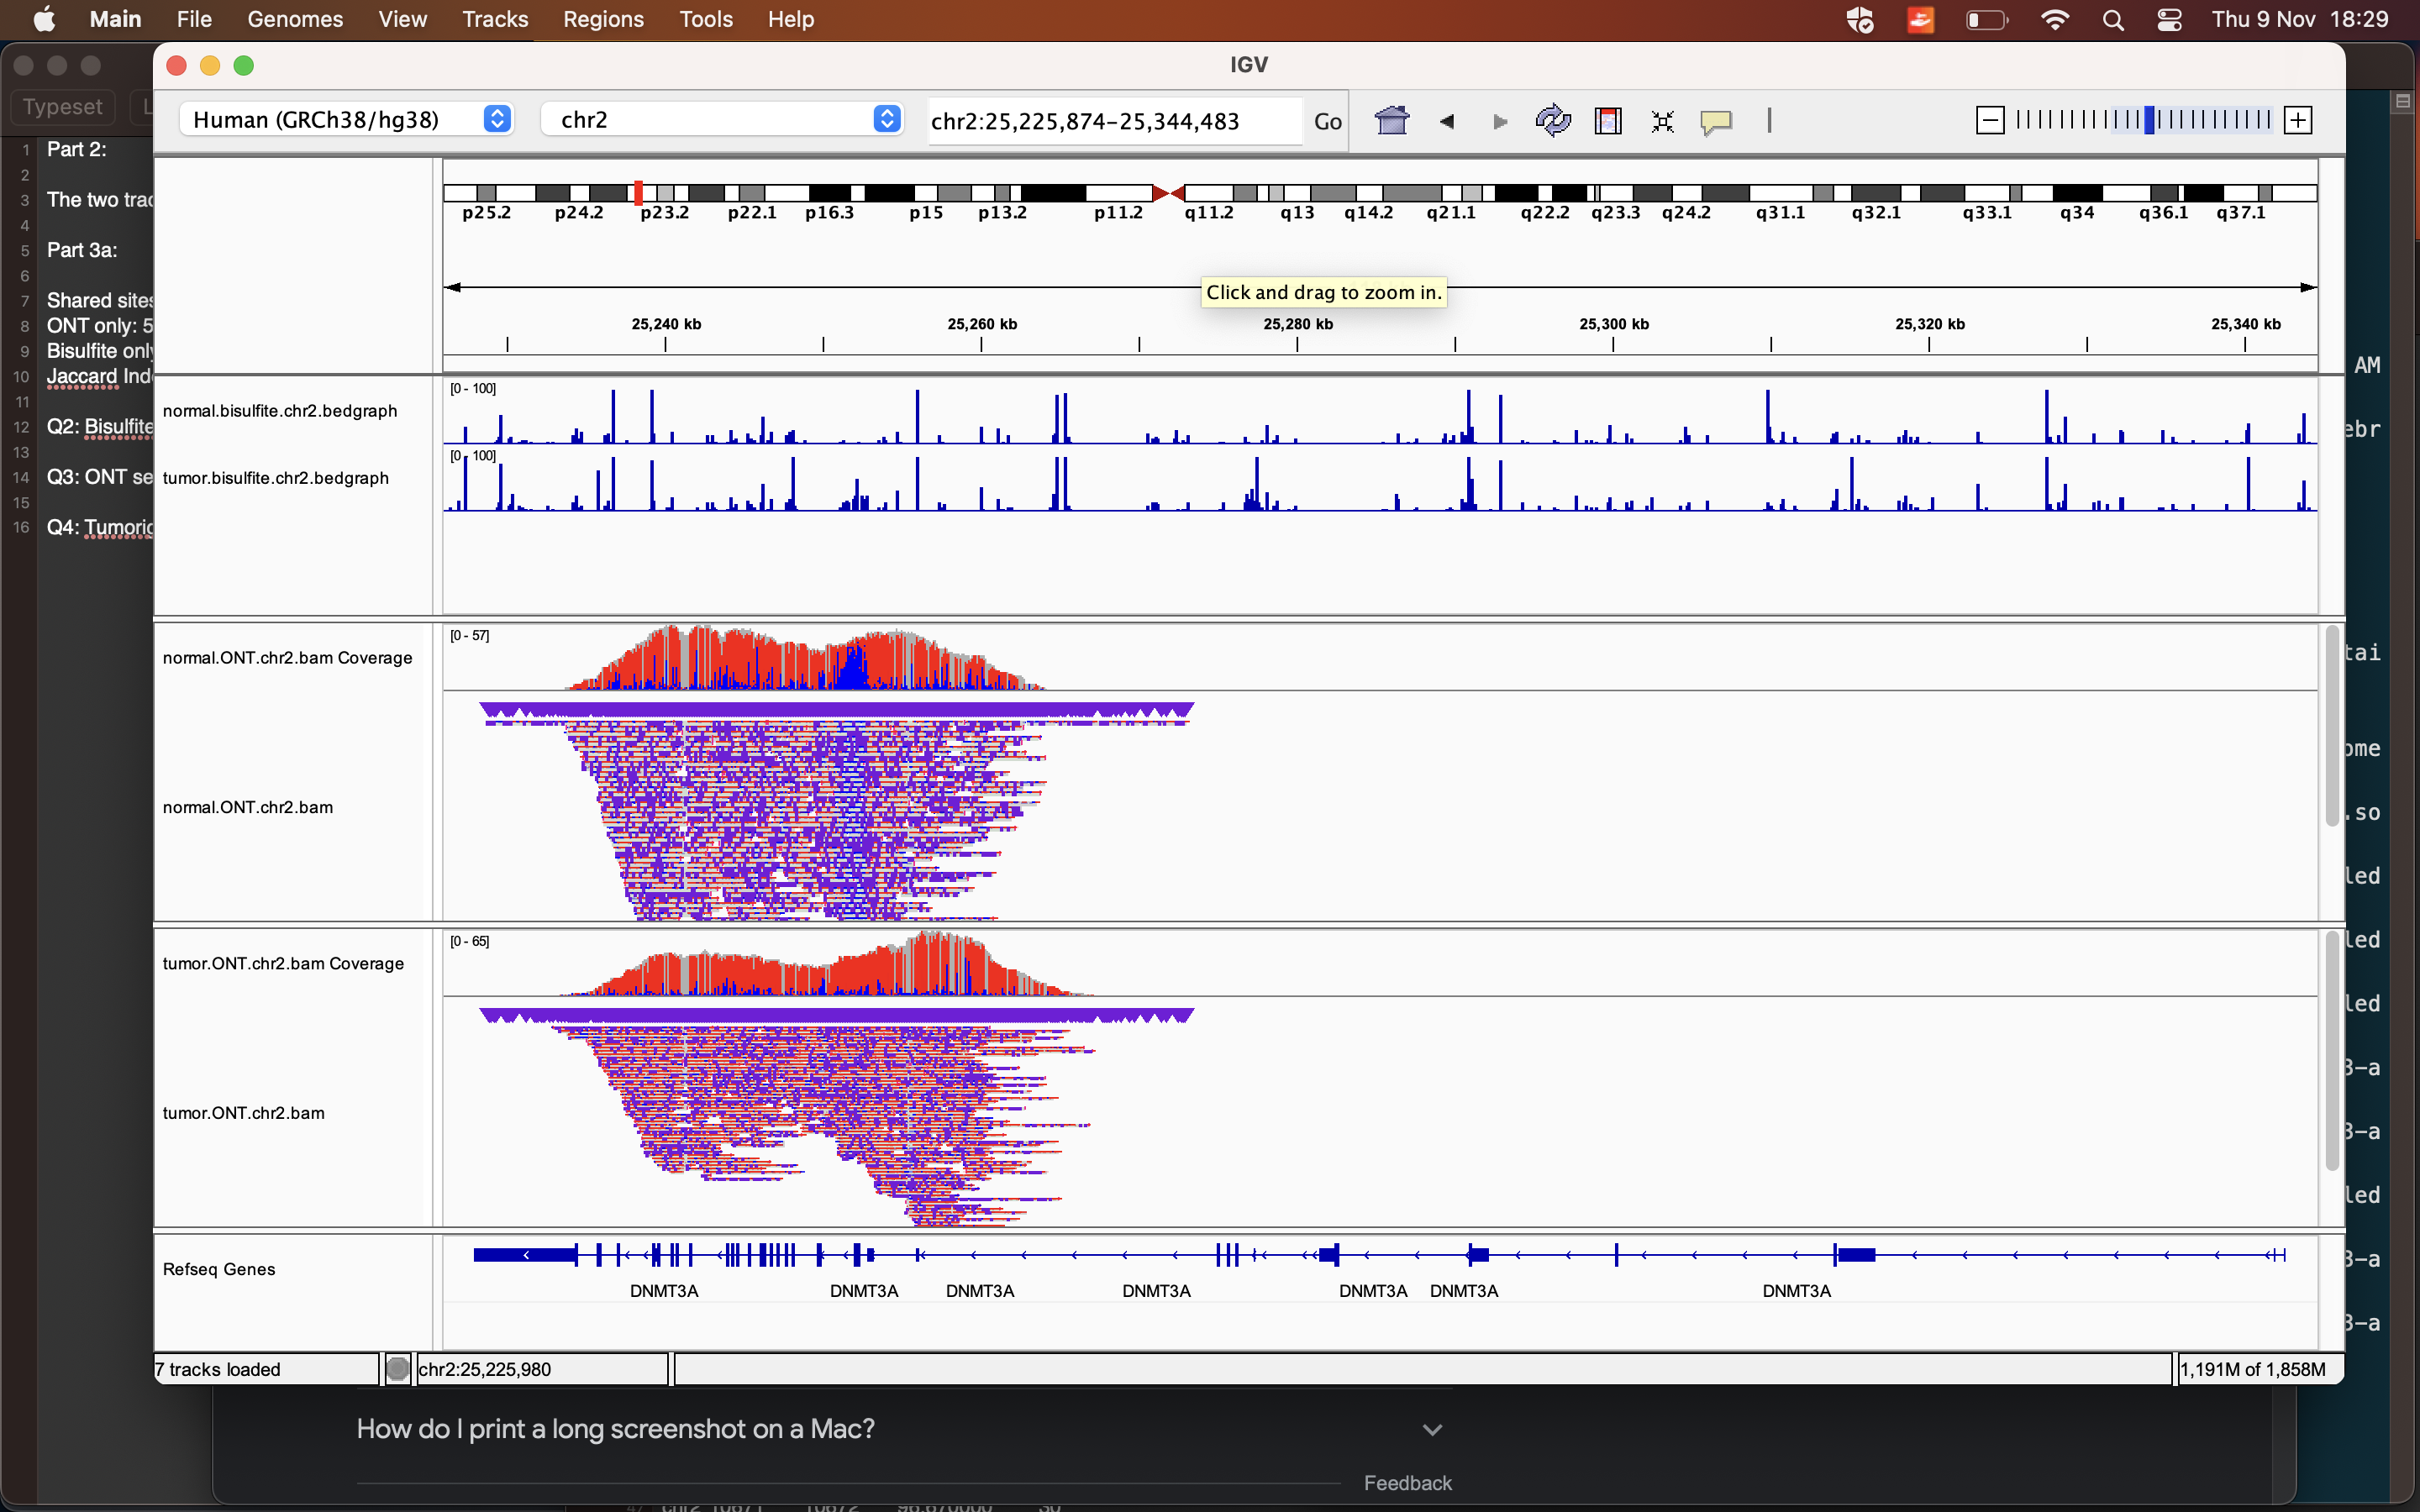 Main File Genomes View Tracks Regions Tools Help Thu 9 Nov 18:29
IGV
Typeset L
Human (GRCh38/hg38) chr2 chr2:25,225,874-25,344,483 Go
1 Part 2:
2
3 The two trac
4
5 Part 3a:
6
7 Shared sites
8 ONT only: 5
9 Bisulfite only
10 Jaccard Inde
11
12 Q2: Bisulfite
13
14 Q3: ONT se
15
16 Q4: Tumorig
p25.2 p24.2 p23.2 p22.1 p16.3 p15 p13.2 p11.2 q11.2 q13 q14.2 q21.1 q22.2 q23.3 q24.2 q31.1 q32.1 q33.1 q34 q36.1 q37.1
Click and drag to zoom in.
25,240 kb 25,260 kb 25,280 kb 25,300 kb 25,320 kb 25,340 kb
AM
[0 - 100]
normal.bisulfite.chr2.bedgraph
ebr
[0 - 100]
tumor.bisulfite.chr2.bedgraph
[0 - 57]
normal.ONT.chr2.bam Coverage
tai
ome
normal.ONT.chr2.bam
.so
led
[0 - 65]
led
tumor.ONT.chr2.bam Coverage
led
3-a
tumor.ONT.chr2.bam
3-a
led
Refseq Genes
3-a
DNMT3A DNMT3A DNMT3A DNMT3A DNMT3A DNMT3A DNMT3A
3-a
7 tracks loaded chr2:25,225,980 1,191M of 1,858M
How do I print a long screenshot on a Mac?
Feedback